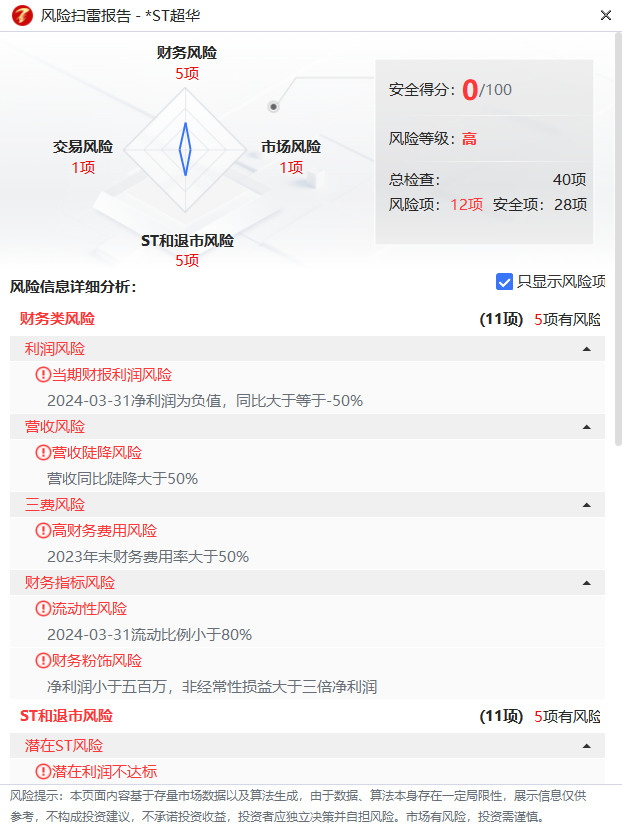 风险扫雷报告 - *ST超华
财务风险
5项
交易风险
1项
市场风险
1项
ST和退市风险
5项
安全得分：0/100
风险等级：高
总检查： 40项
风险项：12项 安全项：28项
风险信息详细分析：
只显示风险项
财务类风险 (11项) 5项有风险
利润风险
当期财报利润风险
2024-03-31净利润为负值，同比大于等于-50%
营收风险
营收陡降风险
营收同比陡降大于50%
三费风险
高财务费用风险
2023年末财务费用率大于50%
财务指标风险
流动性风险
2024-03-31流动比例小于80%
财务粉饰风险
净利润小于五百万，非经常性损益大于三倍净利润
ST和退市风险 (11项) 5项有风险
潜在ST风险
潜在利润不达标
风险提示：本页面内容基于存量市场数据以及算法生成，由于数据、算法本身存在一定局限性，展示信息仅供
参考，不构成投资建议，不承诺投资收益，投资者应独立决策并自担风险。市场有风险，投资需谨慎。